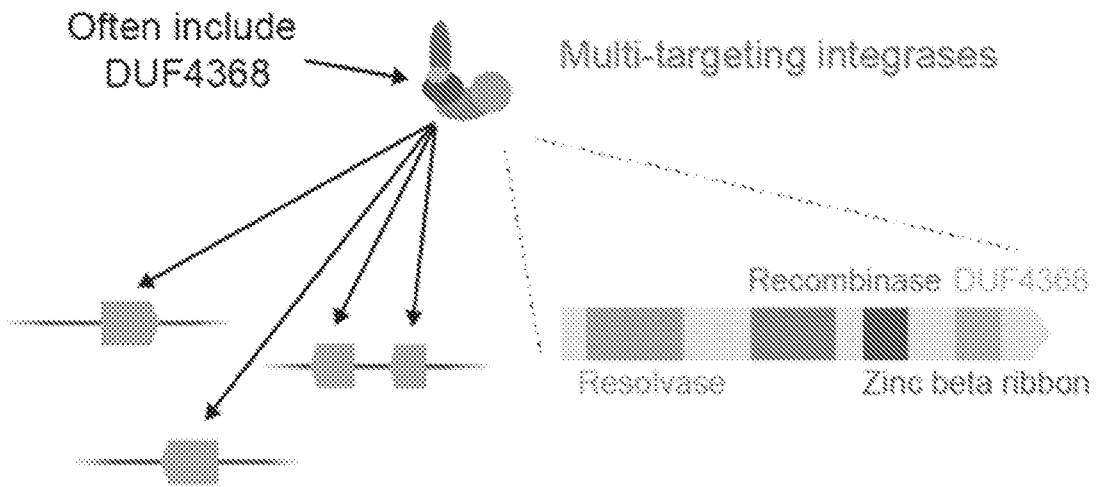 Often include
DUF4368
Multi-targeting integrases
Recombinase DUF4368
Resolvase
Zinc beta ribbon